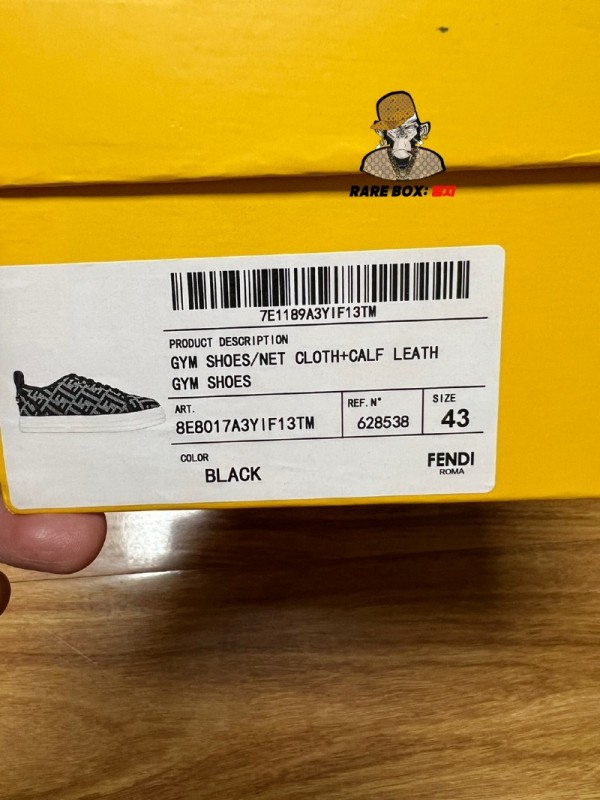 RARE BOX:
7E1189A3YIF13TM
PRODUCT DESCRIPTION
GYM SHOES/NET CLOTH+CALF LEATH
GYM SHOES
ART.
8E8017A3YIF13TM
REF. N°
628538
SIZE
43
COLOR
BLACK
FENDI
ROMA